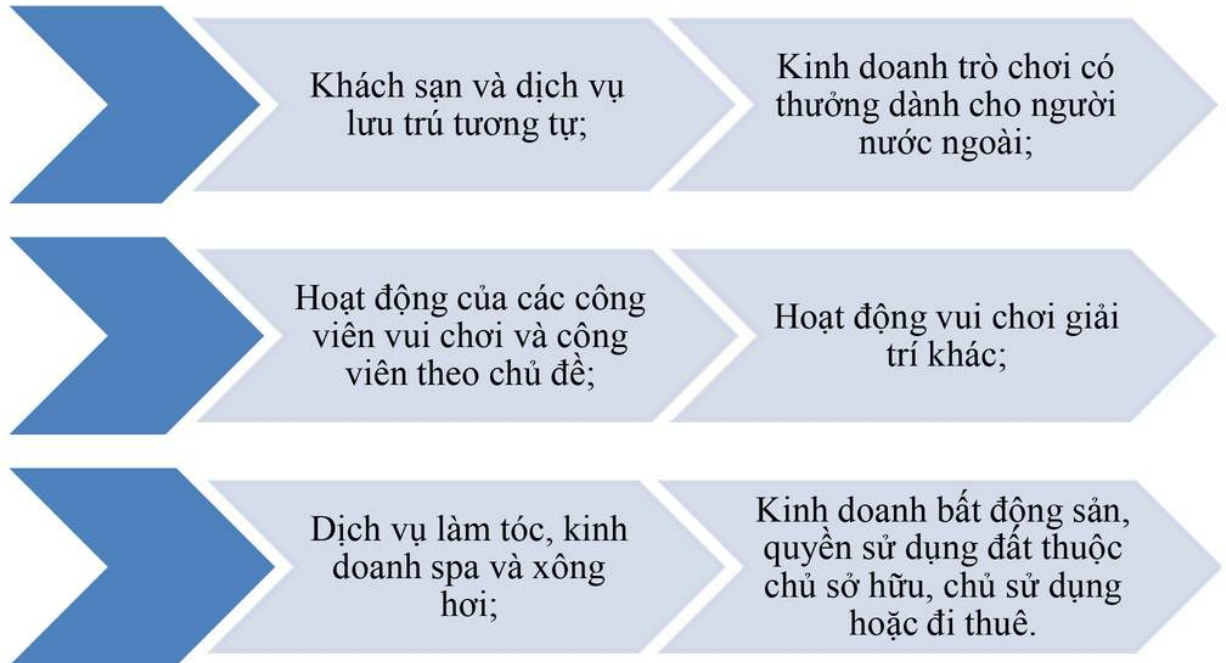 Khách sạn và dịch vụ
lưu trú tương tự;
Kinh doanh trò chơi có
thưởng dành cho người
nước ngoài;
Hoạt động của các công
viên vui chơi và công
viên theo chủ đề;
Hoạt động vui chơi giải
trí khác;
Dịch vụ làm tóc, kinh
doanh spa và xông
hơi;
Kinh doanh bất động sản,
quyền sử dụng đất thuộc
chủ sở hữu, chủ sử dụng
hoặc đi thuê.